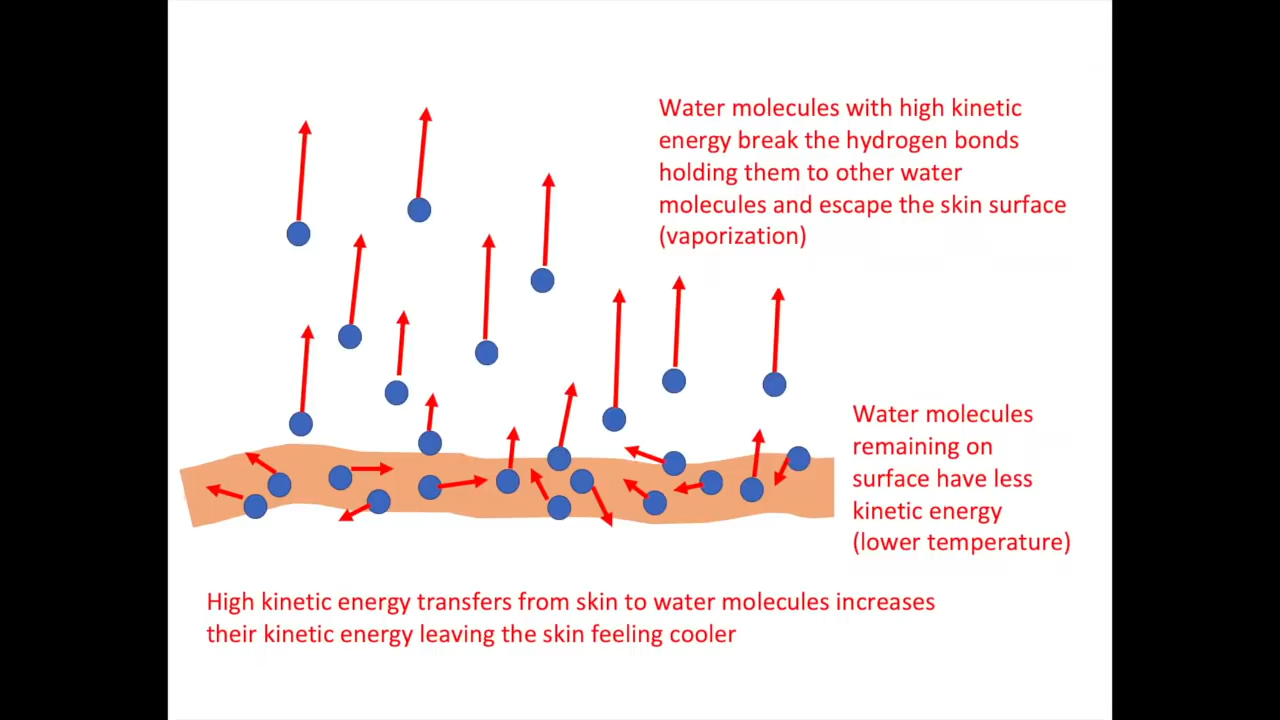 Water molecules with high kinetic
energy break the hydrogen bonds
holding them to other water
molecules and escape the skin surface
(vaporization)
Water molecules
remaining on
surface have less
kinetic energy
(lower temperature)
High kinetic energy transfers from skin to water molecules increases
their kinetic energy leaving the skin feeling cooler